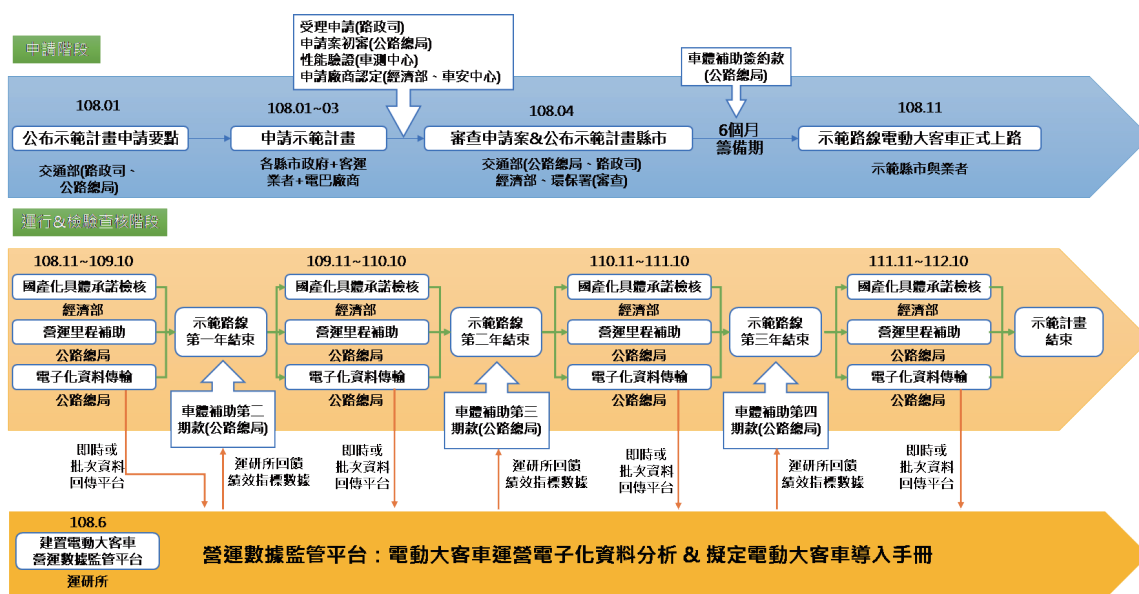 申請階段
受理申請(路政司)
申請案初審(公路總局)
性能驗證(車測中心)
申請廠商認定(經濟部、車安中心)
車體補助簽約款
(公路總局)
108.01
公布示範計畫申請要點
交通部(路政司、
公路總局)
108.01~03
申請示範計畫
各縣市政府+客運
業者+電巴廠商
108.04
審查申請案&公布示範計畫縣市
交通部(公路總局、路政司)
經濟部、環保署(審查)
6個月
籌備期
108.11
示範路線電動大客車正式上路
示範縣市與業者
運行&檢驗查核階段
108.11~109.10
國產化具體承諾檢核
經濟部
營運里程補助
公路總局
電子化資料傳輸
公路總局
示範路線
第一年結束
車體補助第二
期款(公路總局)
109.11~110.10
國產化具體承諾檢核
經濟部
營運里程補助
公路總局
電子化資料傳輸
公路總局
示範路線
第二年結束
車體補助第三
期款(公路總局)
110.11~111.10
國產化具體承諾檢核
經濟部
營運里程補助
公路總局
電子化資料傳輸
公路總局
示範路線
第三年結束
車體補助第四
期款(公路總局)
111.11~112.10
國產化具體承諾檢核
經濟部
營運里程補助
公路總局
電子化資料傳輸
公路總局
示範計畫
結束
即時或
批次資料
回傳平台
運研所回饋
績效指標數據
即時或
批次資料
回傳平台
運研所回饋
績效指標數據
即時或
批次資料
回傳平台
運研所回饋
績效指標數據
即時或
批次資料
回傳平台
108.6
建置電動大客車
營運數據監管平台
運研所
營運數據監管平台：電動大客車運營電子化資料分析 & 擬定電動大客車導入手冊